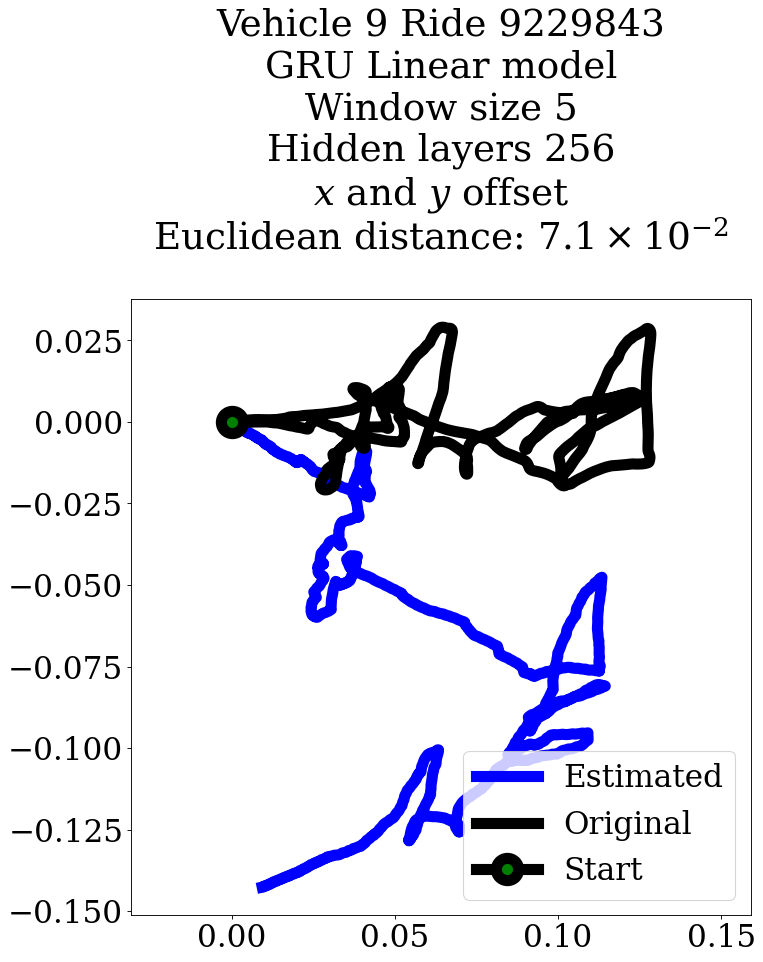 Vehicle 9 Ride 9229843
GRU Linear model
Window size 5
Hidden layers 256
x and y offset
Euclidean distance: 7.1 × 10⁻²
0.025
0.000
−0.025
−0.050
−0.075
−0.100
−0.125
−0.150
Estimated
Original
Start
0.00 0.05 0.10 0.15